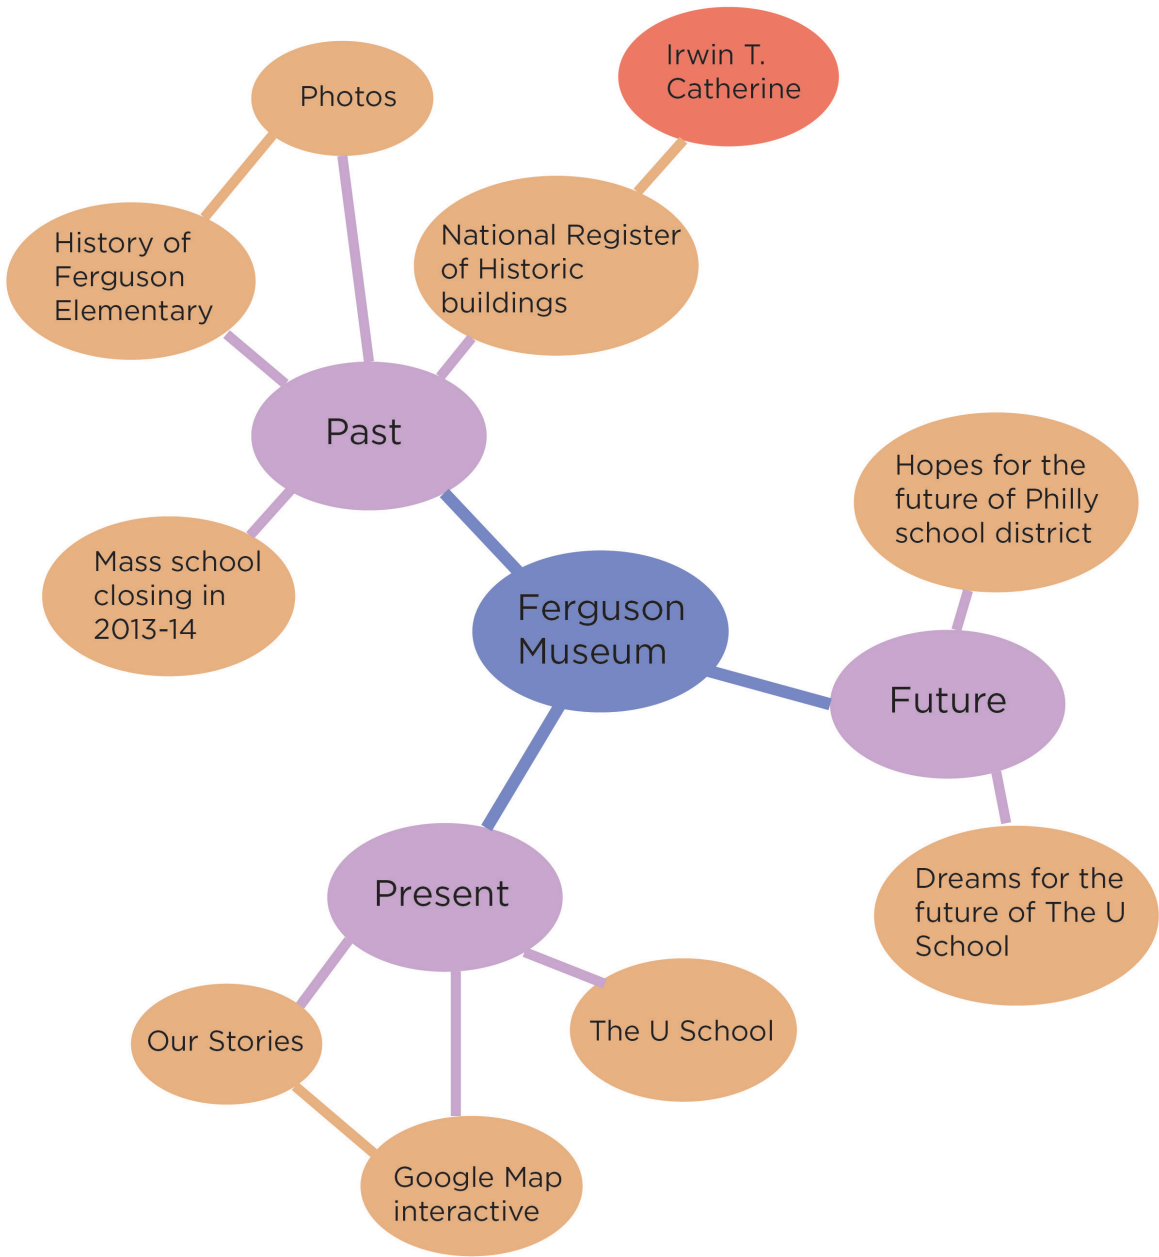 Irwin T.
Catherine
Photos
National Register
of Historic
buildings
History of
Ferguson
Elementary
Past
Hopes for the
future of Philly
school district
Mass school
closing in
2013-14
Ferguson
Museum
Future
Present
Dreams for the
future of The U
School
The U School
Our Stories
Google Map
interactive